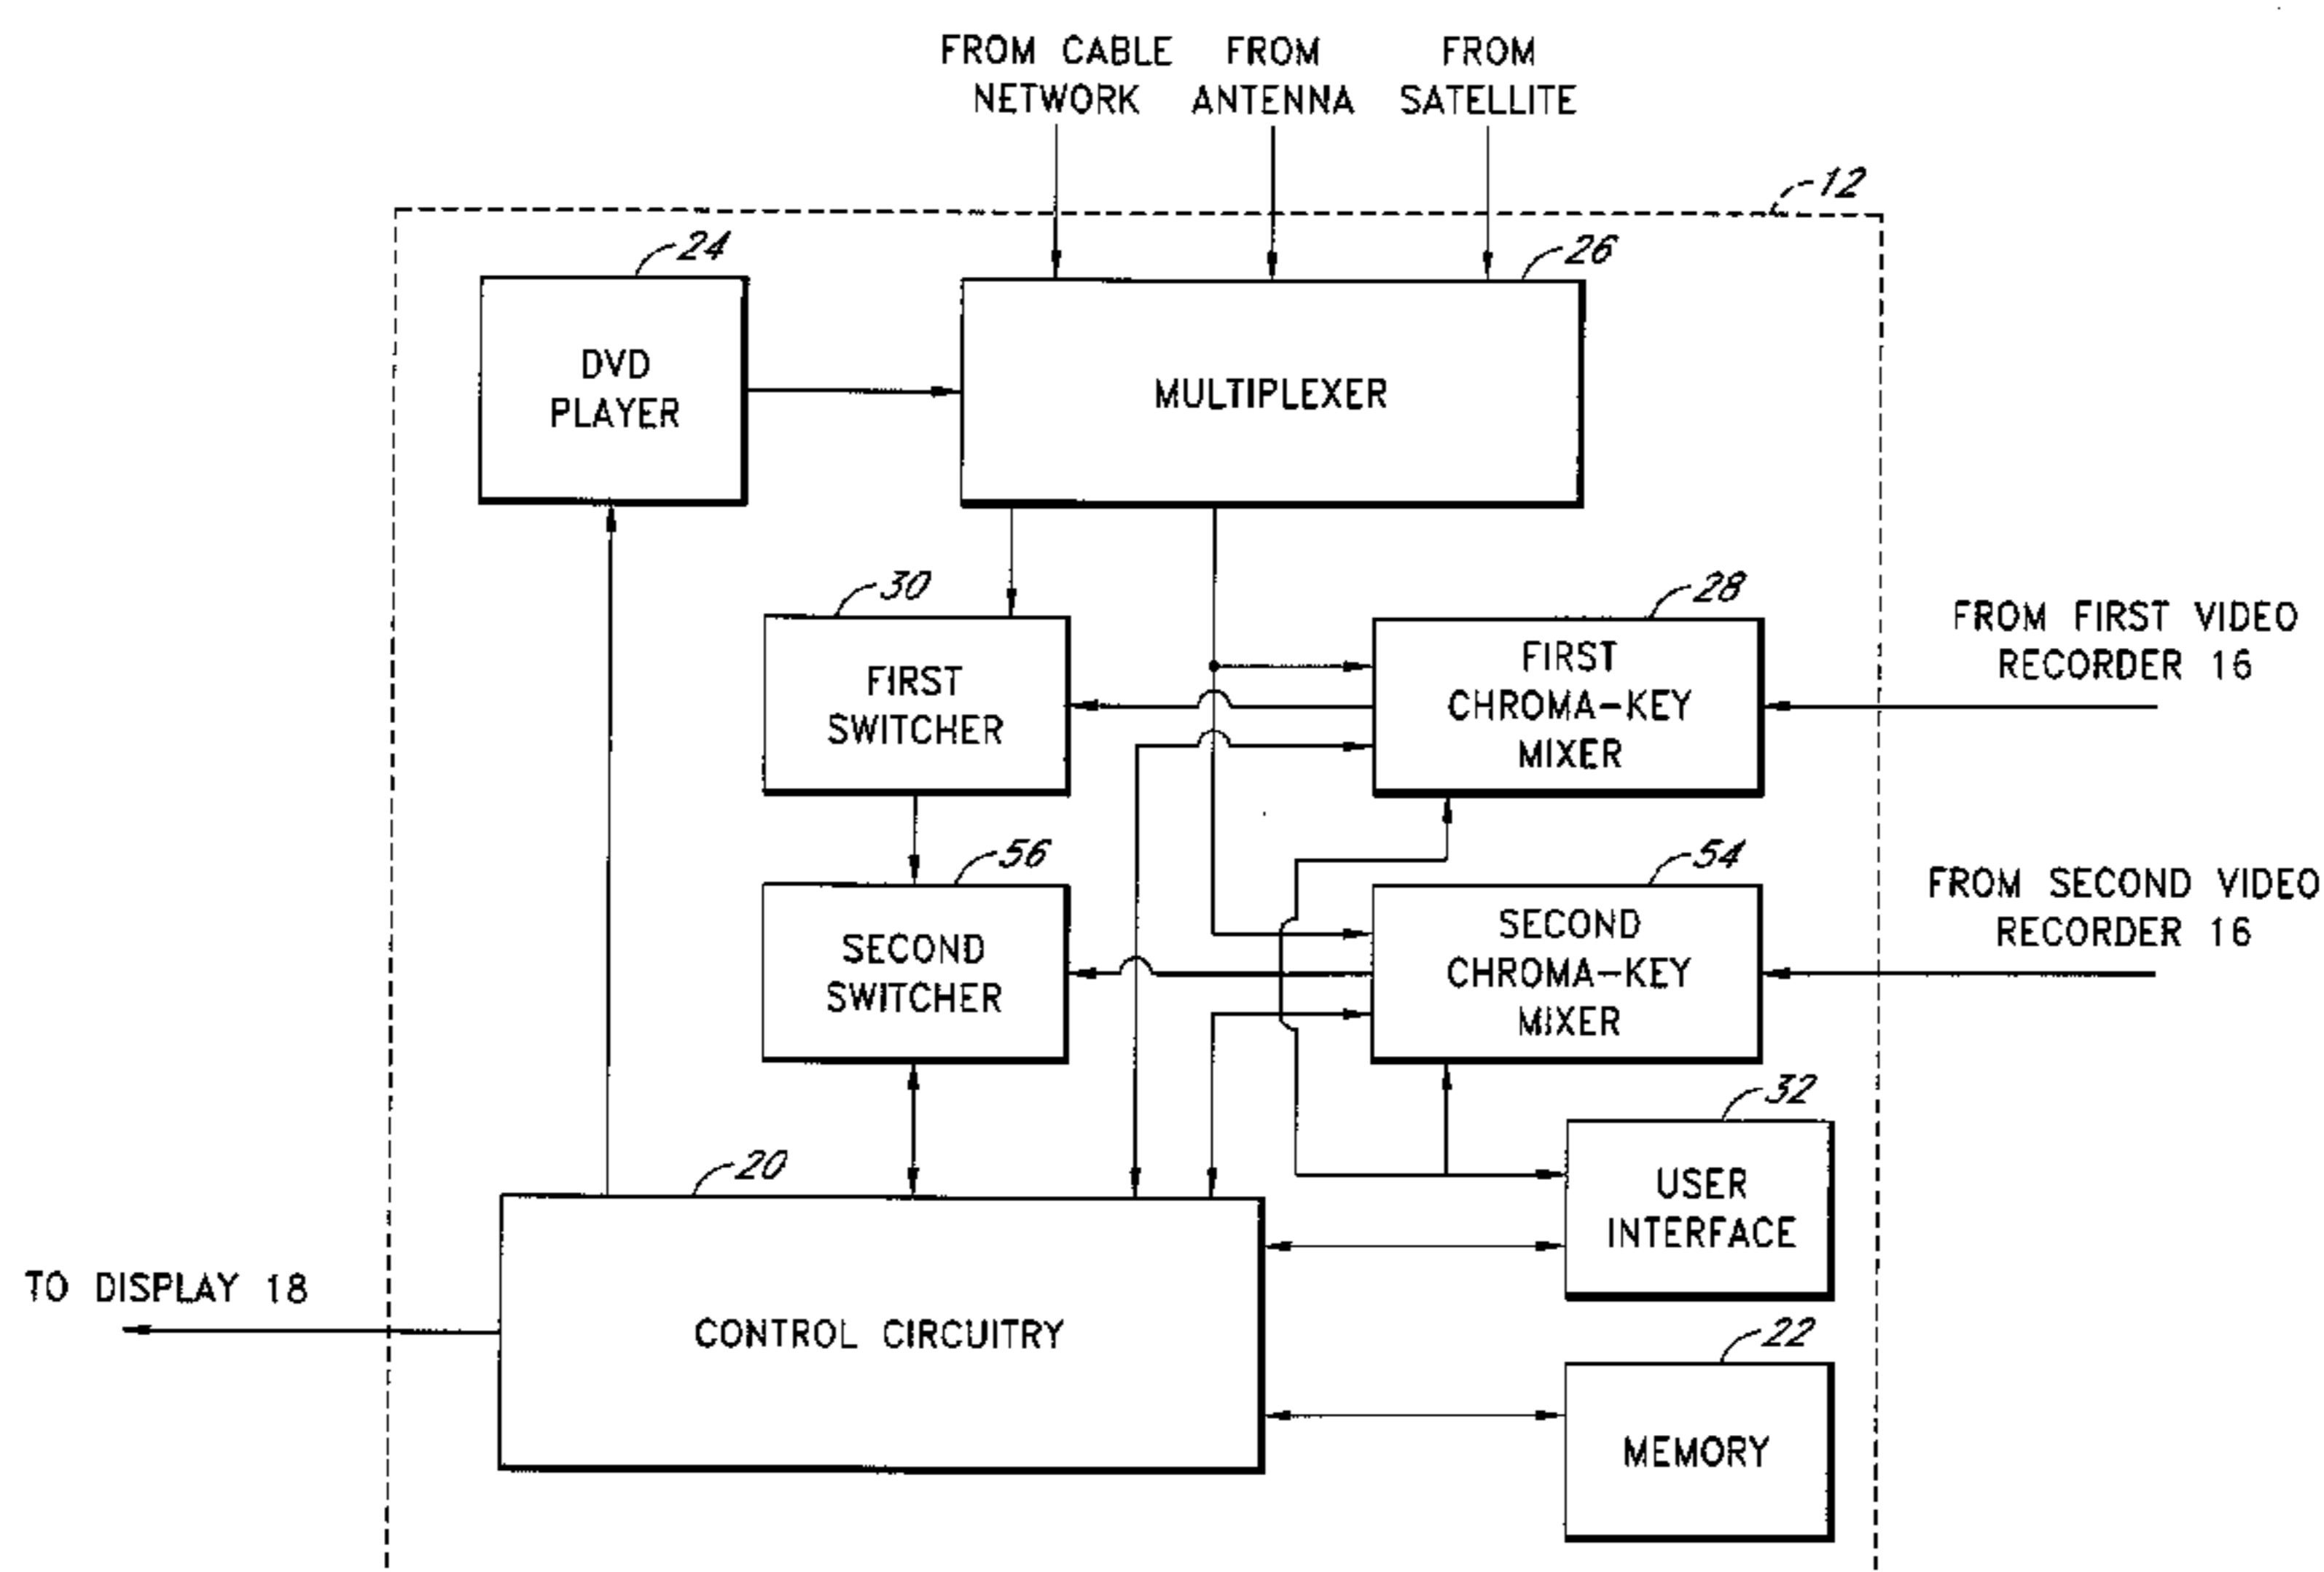 FROM CABLE NETWORK
FROM ANTENNA
FROM SATELLITE
12
24
26
DVD
PLAYER
MULTIPLEXER
30
28
FIRST
SWITCHER
FIRST
CHROMA-KEY
MIXER
FROM FIRST VIDEO
RECORDER 16
56
54
SECOND
SWITCHER
SECOND
CHROMA-KEY
MIXER
FROM SECOND VIDEO
RECORDER 16
32
20
USER
INTERFACE
TO DISPLAY 18
CONTROL CIRCUITRY
22
MEMORY